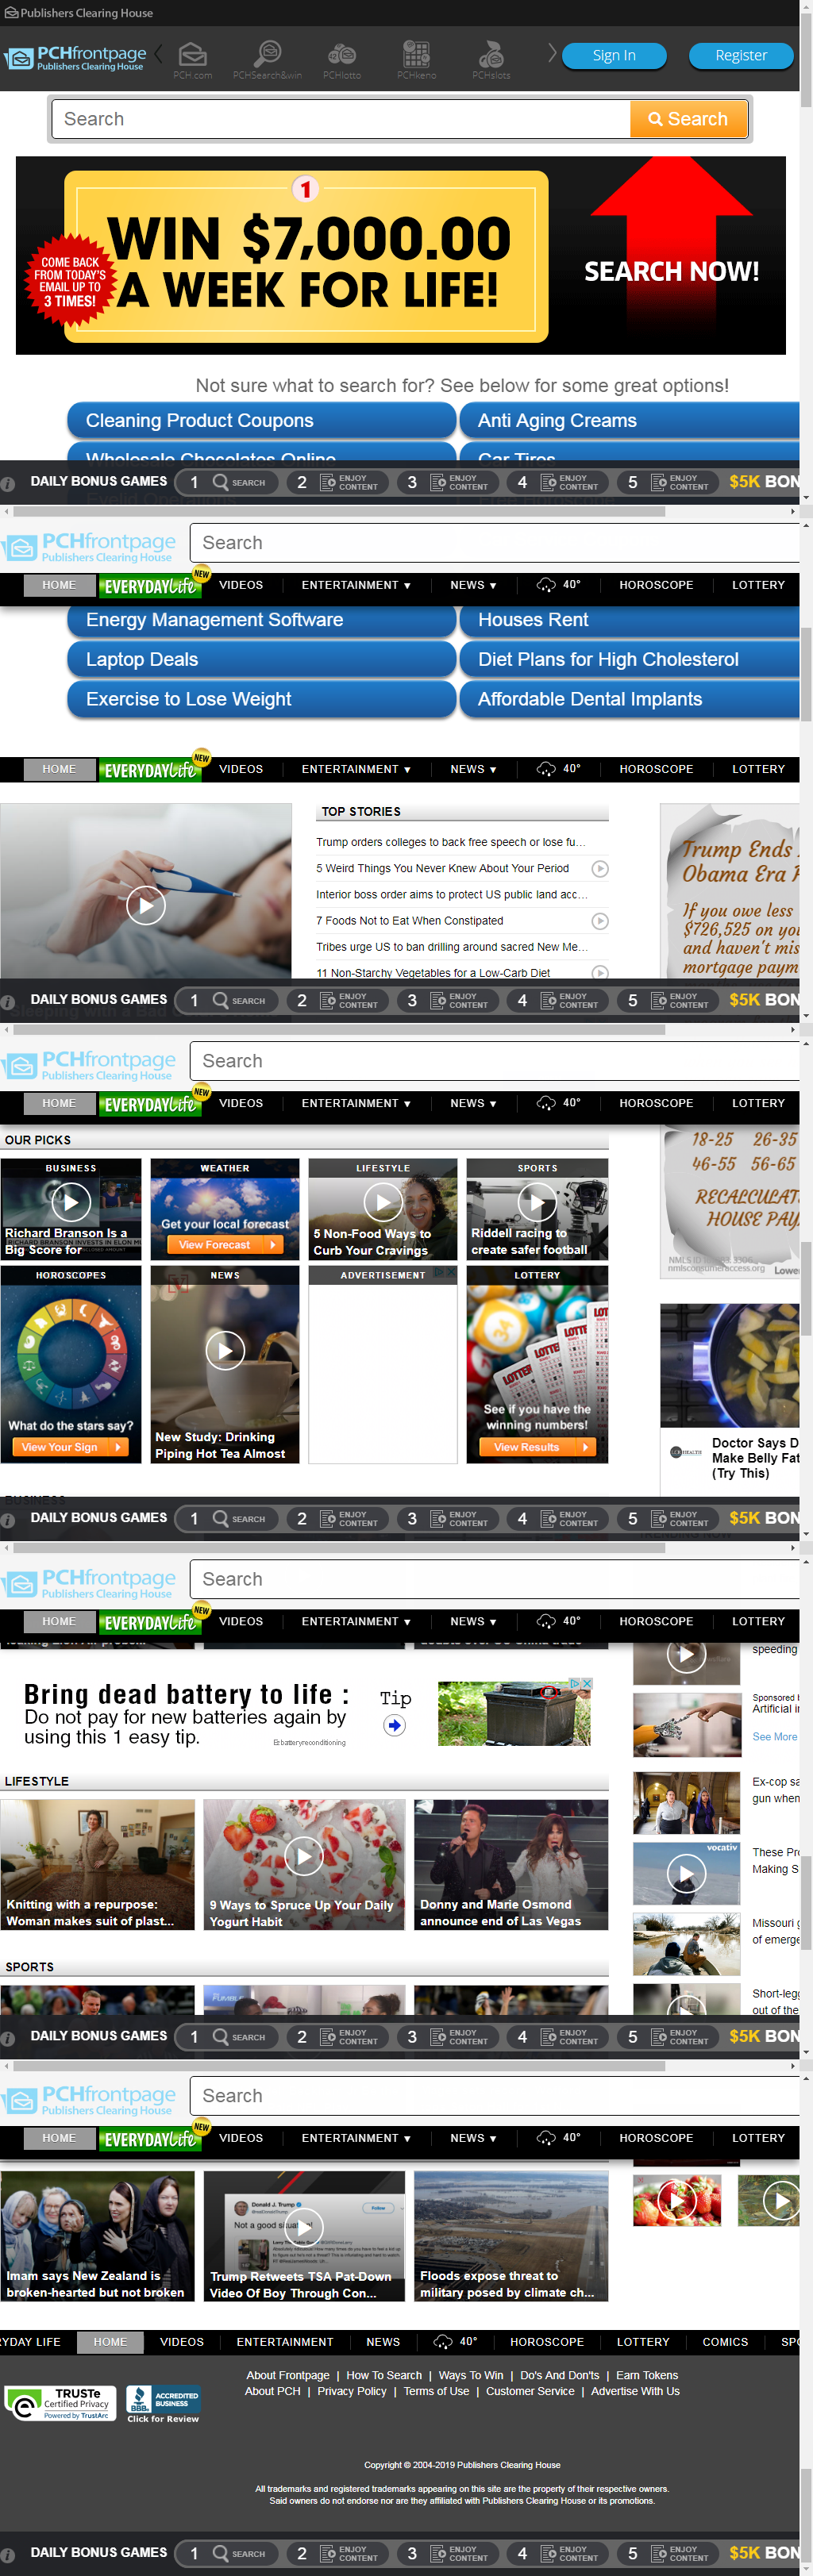 Publishers Clearing House
PCHfrontpage
Publishers Clearing House
PCH.com
PCHSearch&win
PCHlotto
PCHkeno
PCHslots
Sign In
Register
Search
Search
1
WIN $7,000.00
A WEEK FOR LIFE!
COME BACK
FROM TODAY'S
EMAIL UP TO
3 TIMES!
SEARCH NOW!
Not sure what to search for? See below for some great options!
Cleaning Product Coupons
Anti Aging Creams
Wholesale Chocolates Online
Car Tires
DAILY BONUS GAMES 1 SEARCH 2 ENJOY CONTENT 3 ENJOY CONTENT 4 ENJOY CONTENT 5 ENJOY CONTENT $5K BON
PCHfrontpage
Publishers Clearing House
Search
HOME EVERYDAYLife NEW VIDEOS ENTERTAINMENT ▼ NEWS ▼ 40° HOROSCOPE LOTTERY
Energy Management Software
Houses Rent
Laptop Deals
Diet Plans for High Cholesterol
Exercise to Lose Weight
Affordable Dental Implants
HOME EVERYDAYLife NEW VIDEOS ENTERTAINMENT ▼ NEWS ▼ 40° HOROSCOPE LOTTERY
TOP STORIES
Trump orders colleges to back free speech or lose fu...
5 Weird Things You Never Knew About Your Period
Interior boss order aims to protect US public land acc...
7 Foods Not to Eat When Constipated
Tribes urge US to ban drilling around sacred New Me...
11 Non-Starchy Vegetables for a Low-Carb Diet
Trump Ends
Obama Era
If you owe less
$726,525 on you
and haven't mis
mortgage paym
DAILY BONUS GAMES 1 SEARCH 2 ENJOY CONTENT 3 ENJOY CONTENT 4 ENJOY CONTENT 5 ENJOY CONTENT $5K BON
PCHfrontpage
Publishers Clearing House
Search
HOME EVERYDAYLife NEW VIDEOS ENTERTAINMENT ▼ NEWS ▼ 40° HOROSCOPE LOTTERY
OUR PICKS
BUSINESS
Richard Branson Is a
Big Score for
WEATHER
Get your local forecast
View Forecast
LIFESTYLE
5 Non-Food Ways to
Curb Your Cravings
SPORTS
Riddell racing to
create safer football
HOROSCOPES
What do the stars say?
View Your Sign
NEWS
New Study: Drinking
Piping Hot Tea Almost
ADVERTISEMENT
LOTTERY
See if you have the
winning numbers!
View Results
18-25 26-35
46-55 56-65
RECALCULAT
HOUSE PAY
nmlsconsumeraccess.org
Doctor Says D
Make Belly Fat
(Try This)
BUSINESS
DAILY BONUS GAMES 1 SEARCH 2 ENJOY CONTENT 3 ENJOY CONTENT 4 ENJOY CONTENT 5 ENJOY CONTENT $5K BON
PCHfrontpage
Publishers Clearing House
Search
HOME EVERYDAYLife NEW VIDEOS ENTERTAINMENT ▼ NEWS ▼ 40° HOROSCOPE LOTTERY
speeding
Bring dead battery to life :
Do not pay for new batteries again by
using this 1 easy tip.
Ezbatteryreconditioning
Tip
Sponsored b
Artificial i
See More
LIFESTYLE
Knitting with a repurpose:
Woman makes suit of plast...
9 Ways to Spruce Up Your Daily
Yogurt Habit
Donny and Marie Osmond
announce end of Las Vegas
Ex-cop sa
gun when
vocativ
These Pro
Making S
Missouri g
of emerge
Short-legg
out of the
SPORTS
DAILY BONUS GAMES 1 SEARCH 2 ENJOY CONTENT 3 ENJOY CONTENT 4 ENJOY CONTENT 5 ENJOY CONTENT $5K BON
PCHfrontpage
Publishers Clearing House
Search
HOME EVERYDAYLife NEW VIDEOS ENTERTAINMENT ▼ NEWS ▼ 40° HOROSCOPE LOTTERY
Imam says New Zealand is
broken-hearted but not broken
Donald J. Trump
Follow
Not a good situation!
Trump Retweets TSA Pat-Down
Video Of Boy Through Con...
Floods expose threat to
military posed by climate ch...
RYDAY LIFE HOME VIDEOS ENTERTAINMENT NEWS 40° HOROSCOPE LOTTERY COMICS SPO
About Frontpage | How To Search | Ways To Win | Do's And Don'ts | Earn Tokens
About PCH | Privacy Policy | Terms of Use | Customer Service | Advertise With Us
TRUSTe
Certified Privacy
Powered by TrustArc
BBB
ACCREDITED
BUSINESS
Click for Review
Copyright © 2004-2019 Publishers Clearing House
All trademarks and registered trademarks appearing on this site are the property of their respective owners.
Said owners do not endorse nor are they affiliated with Publishers Clearing House or its promotions.
DAILY BONUS GAMES 1 SEARCH 2 ENJOY CONTENT 3 ENJOY CONTENT 4 ENJOY CONTENT 5 ENJOY CONTENT $5K BON